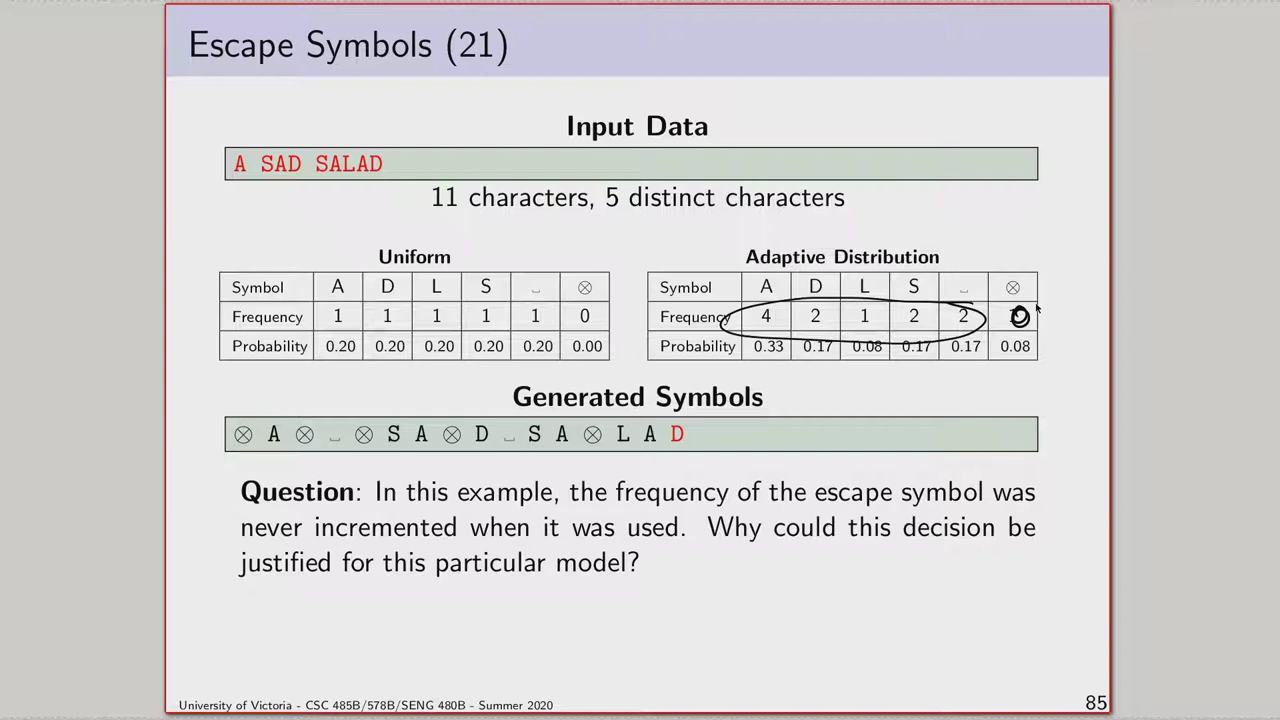 Escape Symbols (21)
Input Data
A SAD SALAD
11 characters, 5 distinct characters
Uniform
Symbol A D L S ␣ ⊗
Frequency 1 1 1 1 1 0
Probability 0.20 0.20 0.20 0.20 0.20 0.00
Adaptive Distribution
Symbol A D L S ␣ ⊗
Frequency 4 2 1 2 2 0
Probability 0.33 0.17 0.08 0.17 0.17 0.08
Generated Symbols
⊗ A ⊗ ␣ ⊗ S A ⊗ D ␣ S A ⊗ L A D
Question: In this example, the frequency of the escape symbol was
never incremented when it was used. Why could this decision be
justified for this particular model?
University of Victoria - CSC 485B/578B/SENG 480B - Summer 2020
85